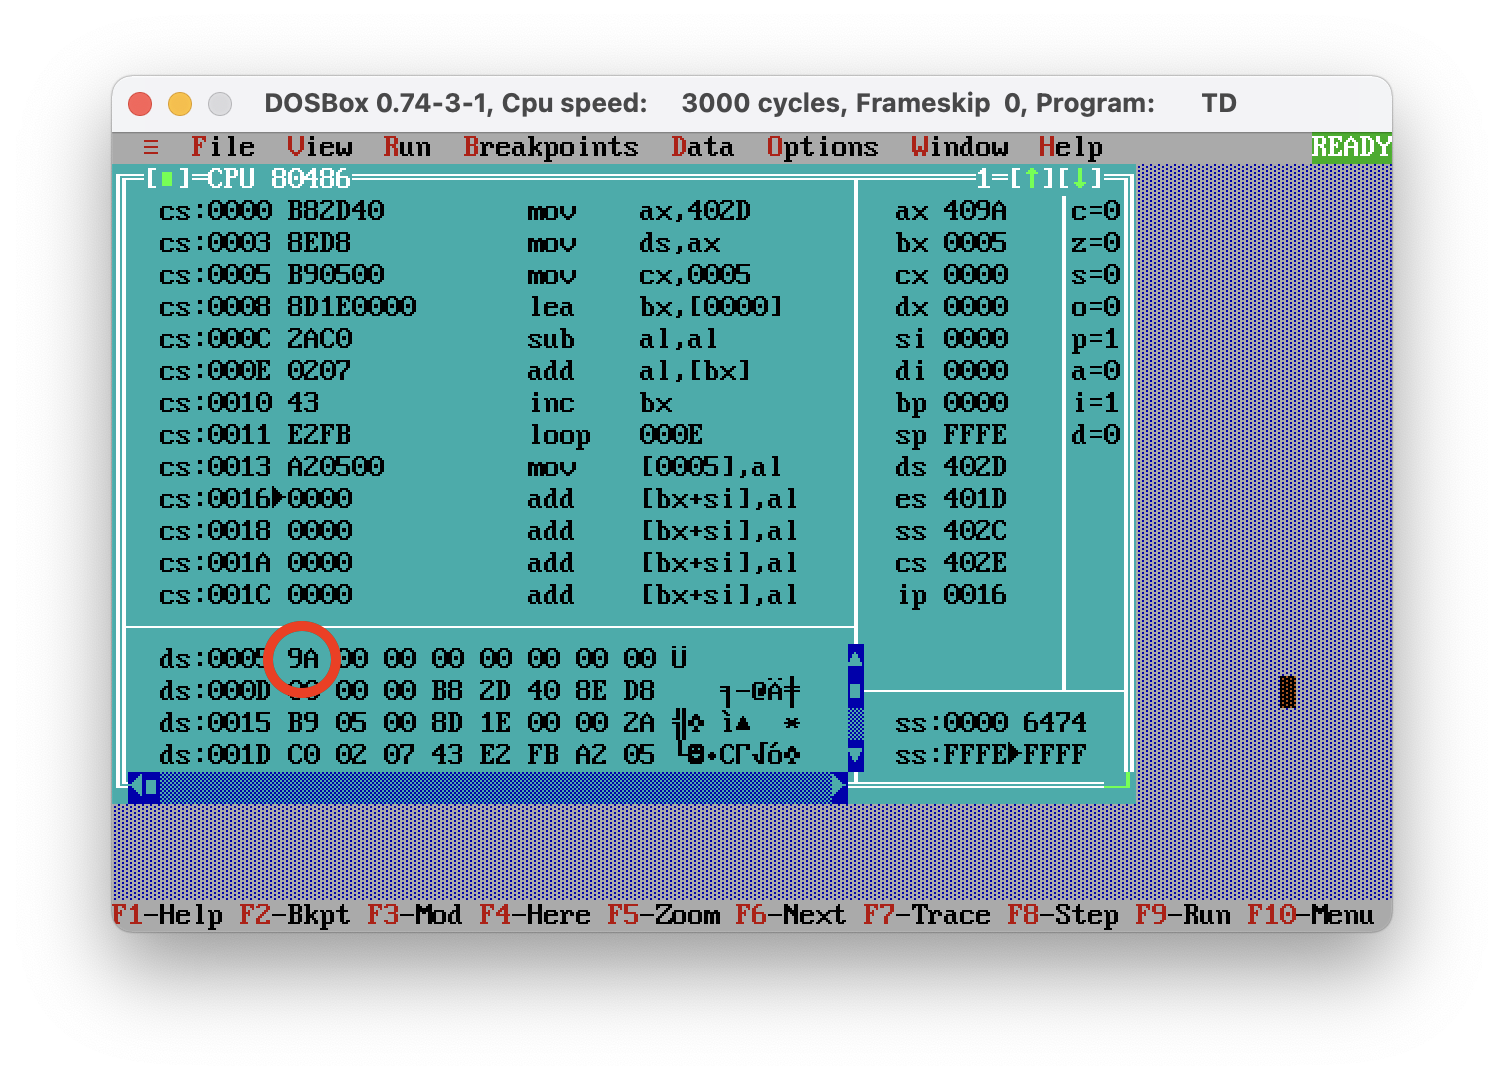 DOSBox 0.74-3-1, Cpu speed: 3000 cycles, Frameskip 0, Program: TD
≡ File View Run Breakpoints Data Options Window Help READY
[■]=CPU 80486 1=[↑][↓]
cs:0000 B82D40 mov ax,402D ax 409A c=0
cs:0003 8ED8 mov ds,ax bx 0005 z=0
cs:0005 B90500 mov cx,0005 cx 0000 s=0
cs:0008 8D1E0000 lea bx,[0000] dx 0000 o=0
cs:000C 2AC0 sub al,al si 0000 p=1
cs:000E 0207 add al,[bx] di 0000 a=0
cs:0010 43 inc bx bp 0000 i=1
cs:0011 E2FB loop 000E sp FFFE d=0
cs:0013 A20500 mov [0005],al ds 402D
cs:0016►0000 add [bx+si],al es 401D
cs:0018 0000 add [bx+si],al ss 402C
cs:001A 0000 add [bx+si],al cs 402E
cs:001C 0000 add [bx+si],al ip 0016
ds:0005 9A 00 00 00 00 00 00 00 Ü
ds:000D 00 00 00 B8 2D 40 8E D8 ╕-@Ä╪
ds:0015 B9 05 00 8D 1E 00 00 2A ╣♣ ì▲ * ss:0000 6474
ds:001D C0 02 07 43 E2 FB A2 05 └☻•CΓ√ó♣ ss:FFFE►FFFF
F1-Help F2-Bkpt F3-Mod F4-Here F5-Zoom F6-Next F7-Trace F8-Step F9-Run F10-Menu